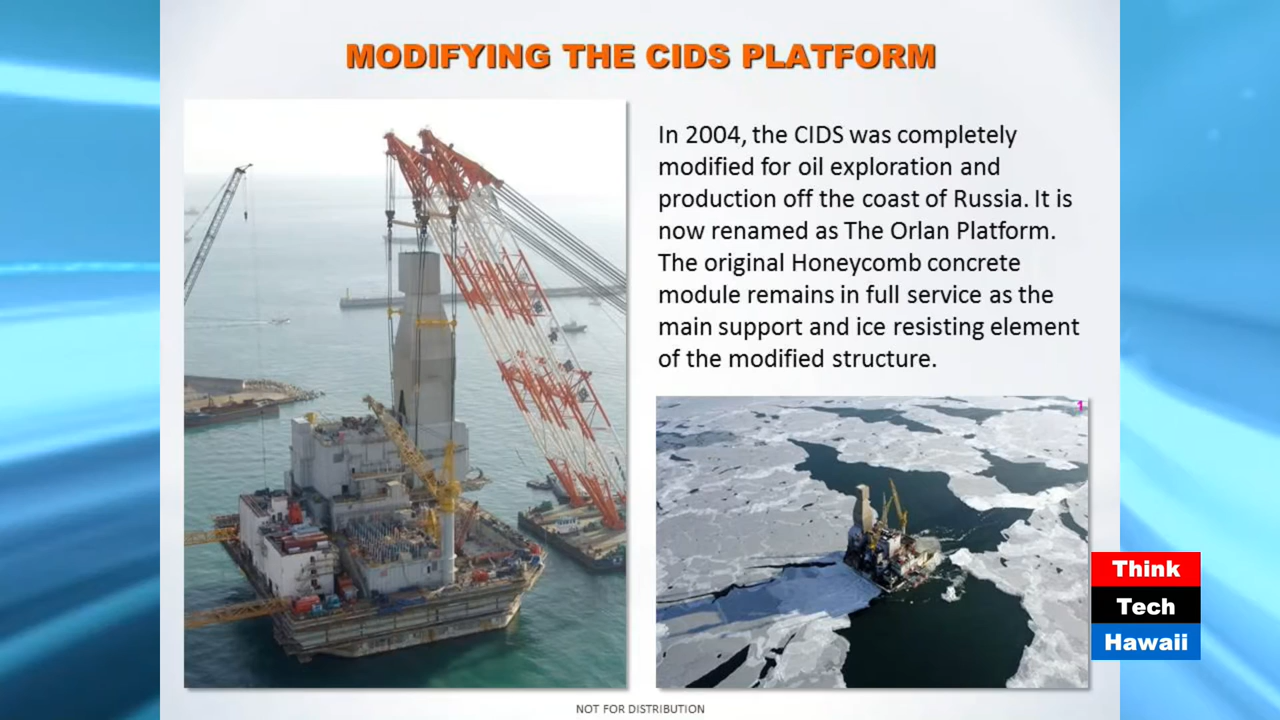 MODIFYING THE CIDS PLATFORM
In 2004, the CIDS was completely
modified for oil exploration and
production off the coast of Russia. It is
now renamed as The Orlan Platform.
The original Honeycomb concrete
module remains in full service as the
main support and ice resisting element
of the modified structure.
1
Think
Tech
Hawaii
NOT FOR DISTRIBUTION